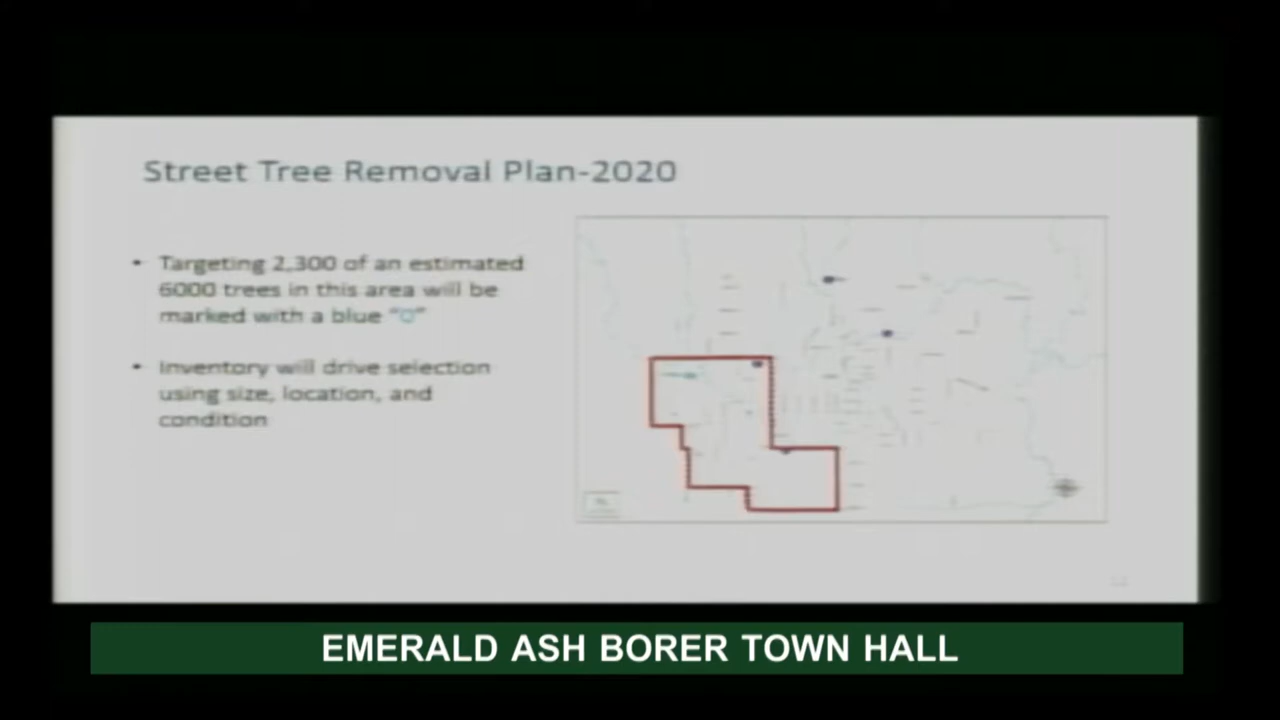 Street Tree Removal Plan-2020
• Targeting 2,300 of an estimated
6000 trees in this area will be
marked with a blue "O"
• Inventory will drive selection
using size, location, and
condition
EMERALD ASH BORER TOWN HALL